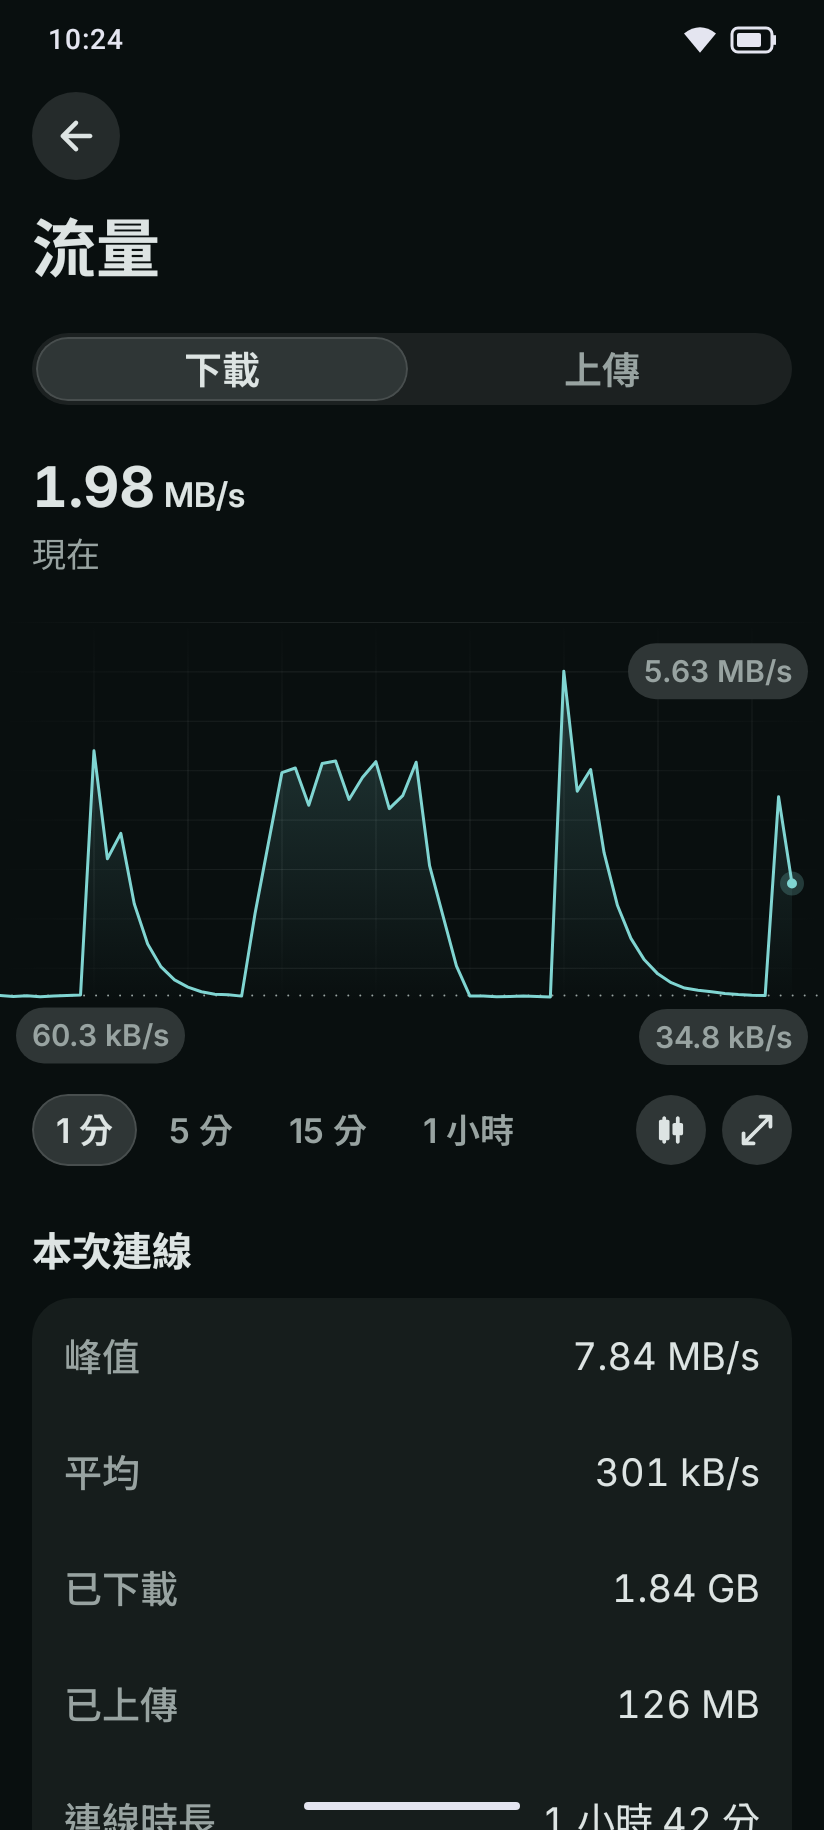 10:24
流量
下載
上傳
1.98 MB/s
現在
5.63 MB/s
60.3 kB/s
34.8 kB/s
1 分
5 分
15 分
1 小時
本次連線
峰值
7.84 MB/s
平均
301 kB/s
已下載
1.84 GB
已上傳
126 MB
連線時長
1 小時 42 分